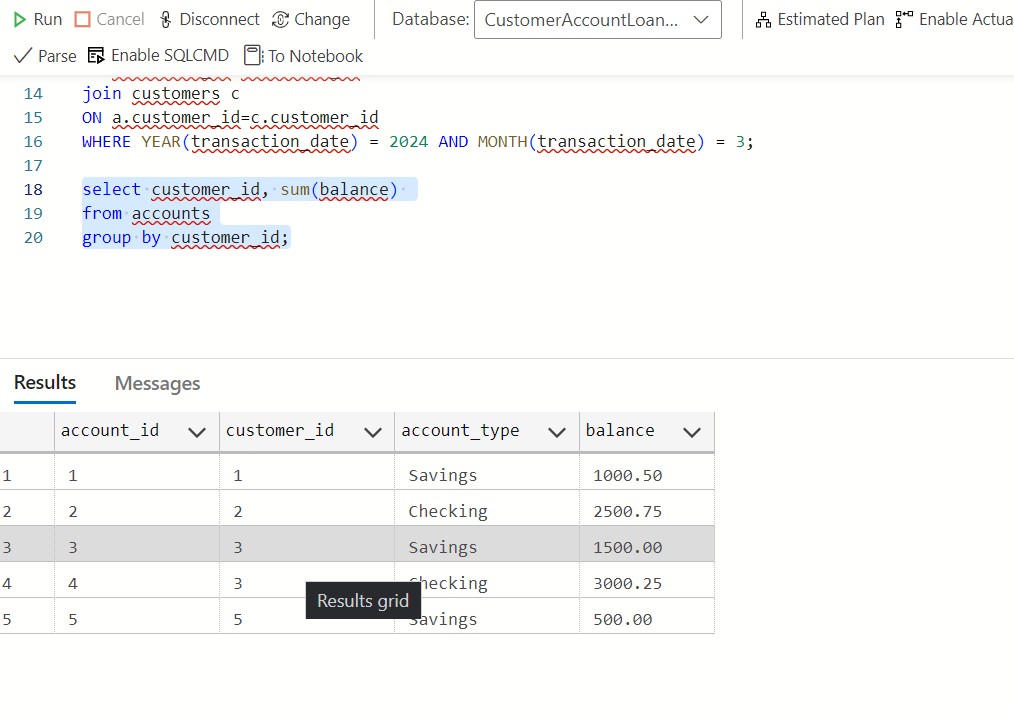 Run Cancel Disconnect Change Database: CustomerAccountLoan... Estimated Plan Enable Actua
Parse Enable SQLCMD To Notebook
14 join customers c
15 ON a.customer_id=c.customer_id
16 WHERE YEAR(transaction_date) = 2024 AND MONTH(transaction_date) = 3;
17
18 select customer_id, sum(balance)
19 from accounts
20 group by customer_id;
Results Messages
account_id customer_id account_type balance
1 1 1 Savings 1000.50
2 2 2 Checking 2500.75
3 3 3 Savings 1500.00
4 4 3 Checking 3000.25
Results grid
5 5 5 Savings 500.00